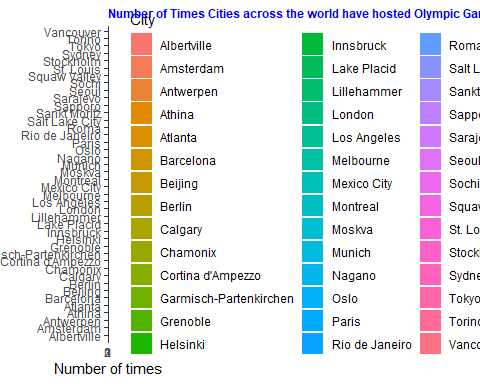 Number of Times Cities across the world have hosted Olympic Gar
City
Vancouver
Torino
Tokyo
Sydney
Stockholm
St. Louis
Squaw Valley
Sochi
Seoul
Sarajevo
Sapporo
Sankt Moritz
Salt Lake City
Roma
Rio de Janeiro
Paris
Oslo
Nagano
Munich
Moskva
Montreal
Mexico City
Melbourne
Los Angeles
London
Lillehammer
Lake Placid
Innsbruck
Helsinki
Grenoble
sch-Partenkirchen
Cortina d'Ampezzo
Chamonix
Calgary
Berlin
Beijing
Barcelona
Atlanta
Athina
Antwerpen
Amsterdam
Albertville
Number of times
Albertville
Amsterdam
Antwerpen
Athina
Atlanta
Barcelona
Beijing
Berlin
Calgary
Chamonix
Cortina d'Ampezzo
Garmisch-Partenkirchen
Grenoble
Helsinki
Innsbruck
Lake Placid
Lillehammer
London
Los Angeles
Melbourne
Mexico City
Montreal
Moskva
Munich
Nagano
Oslo
Paris
Rio de Janeiro
Roma
Salt L
Sankt
Sappo
Saraje
Seoul
Sochi
Squaw
St. Lo
Stockh
Sydne
Tokyo
Torino
Vanco